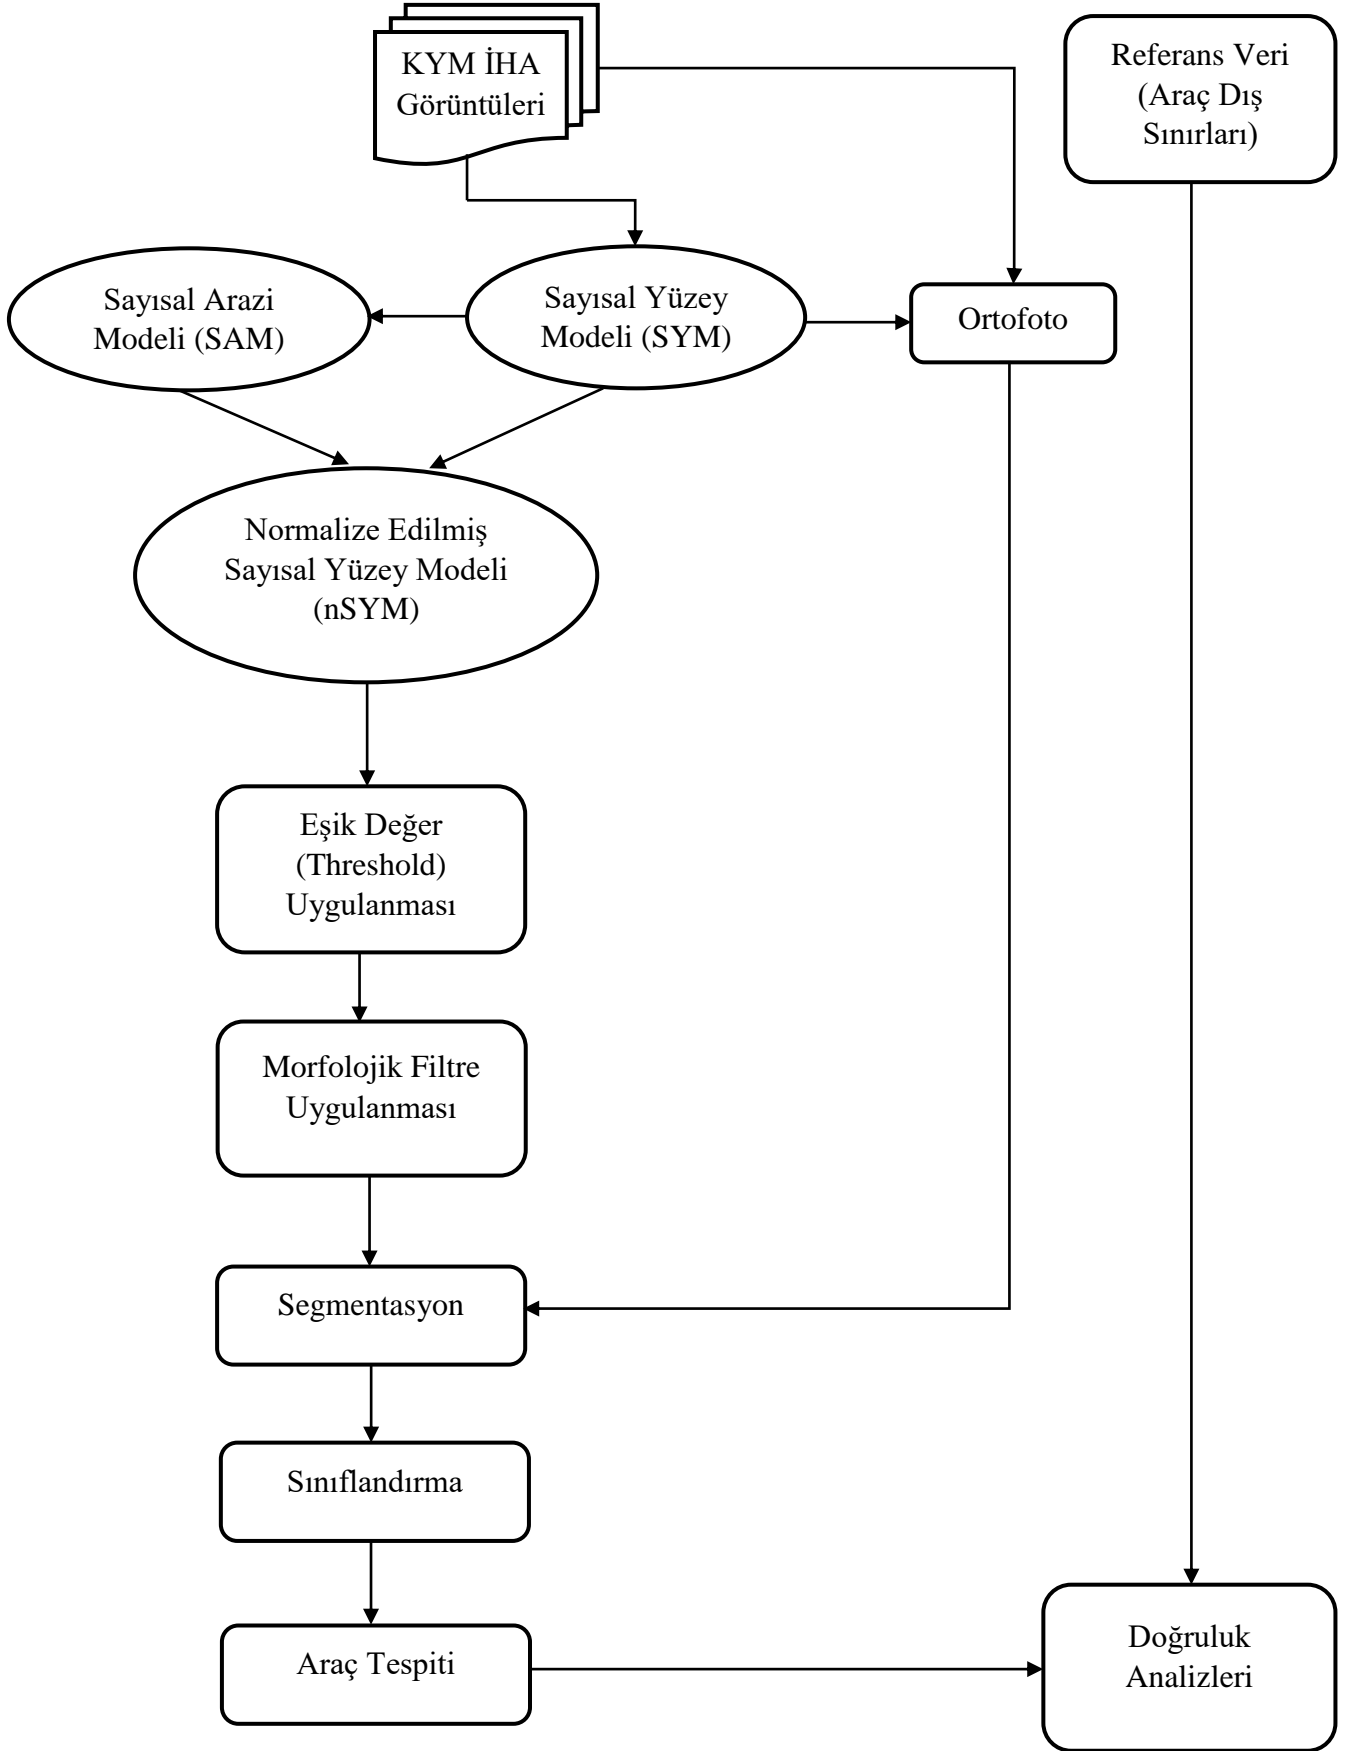 KYM İHA
Görüntüleri
Referans Veri
(Araç Dış
Sınırları)
Sayısal Arazi
Modeli (SAM)
Sayısal Yüzey
Modeli (SYM)
Ortofoto
Normalize Edilmiş
Sayısal Yüzey Modeli
(nSYM)
Eşik Değer
(Threshold)
Uygulanması
Morfolojik Filtre
Uygulanması
Segmentasyon
Sınıflandırma
Araç Tespiti
Doğruluk
Analizleri